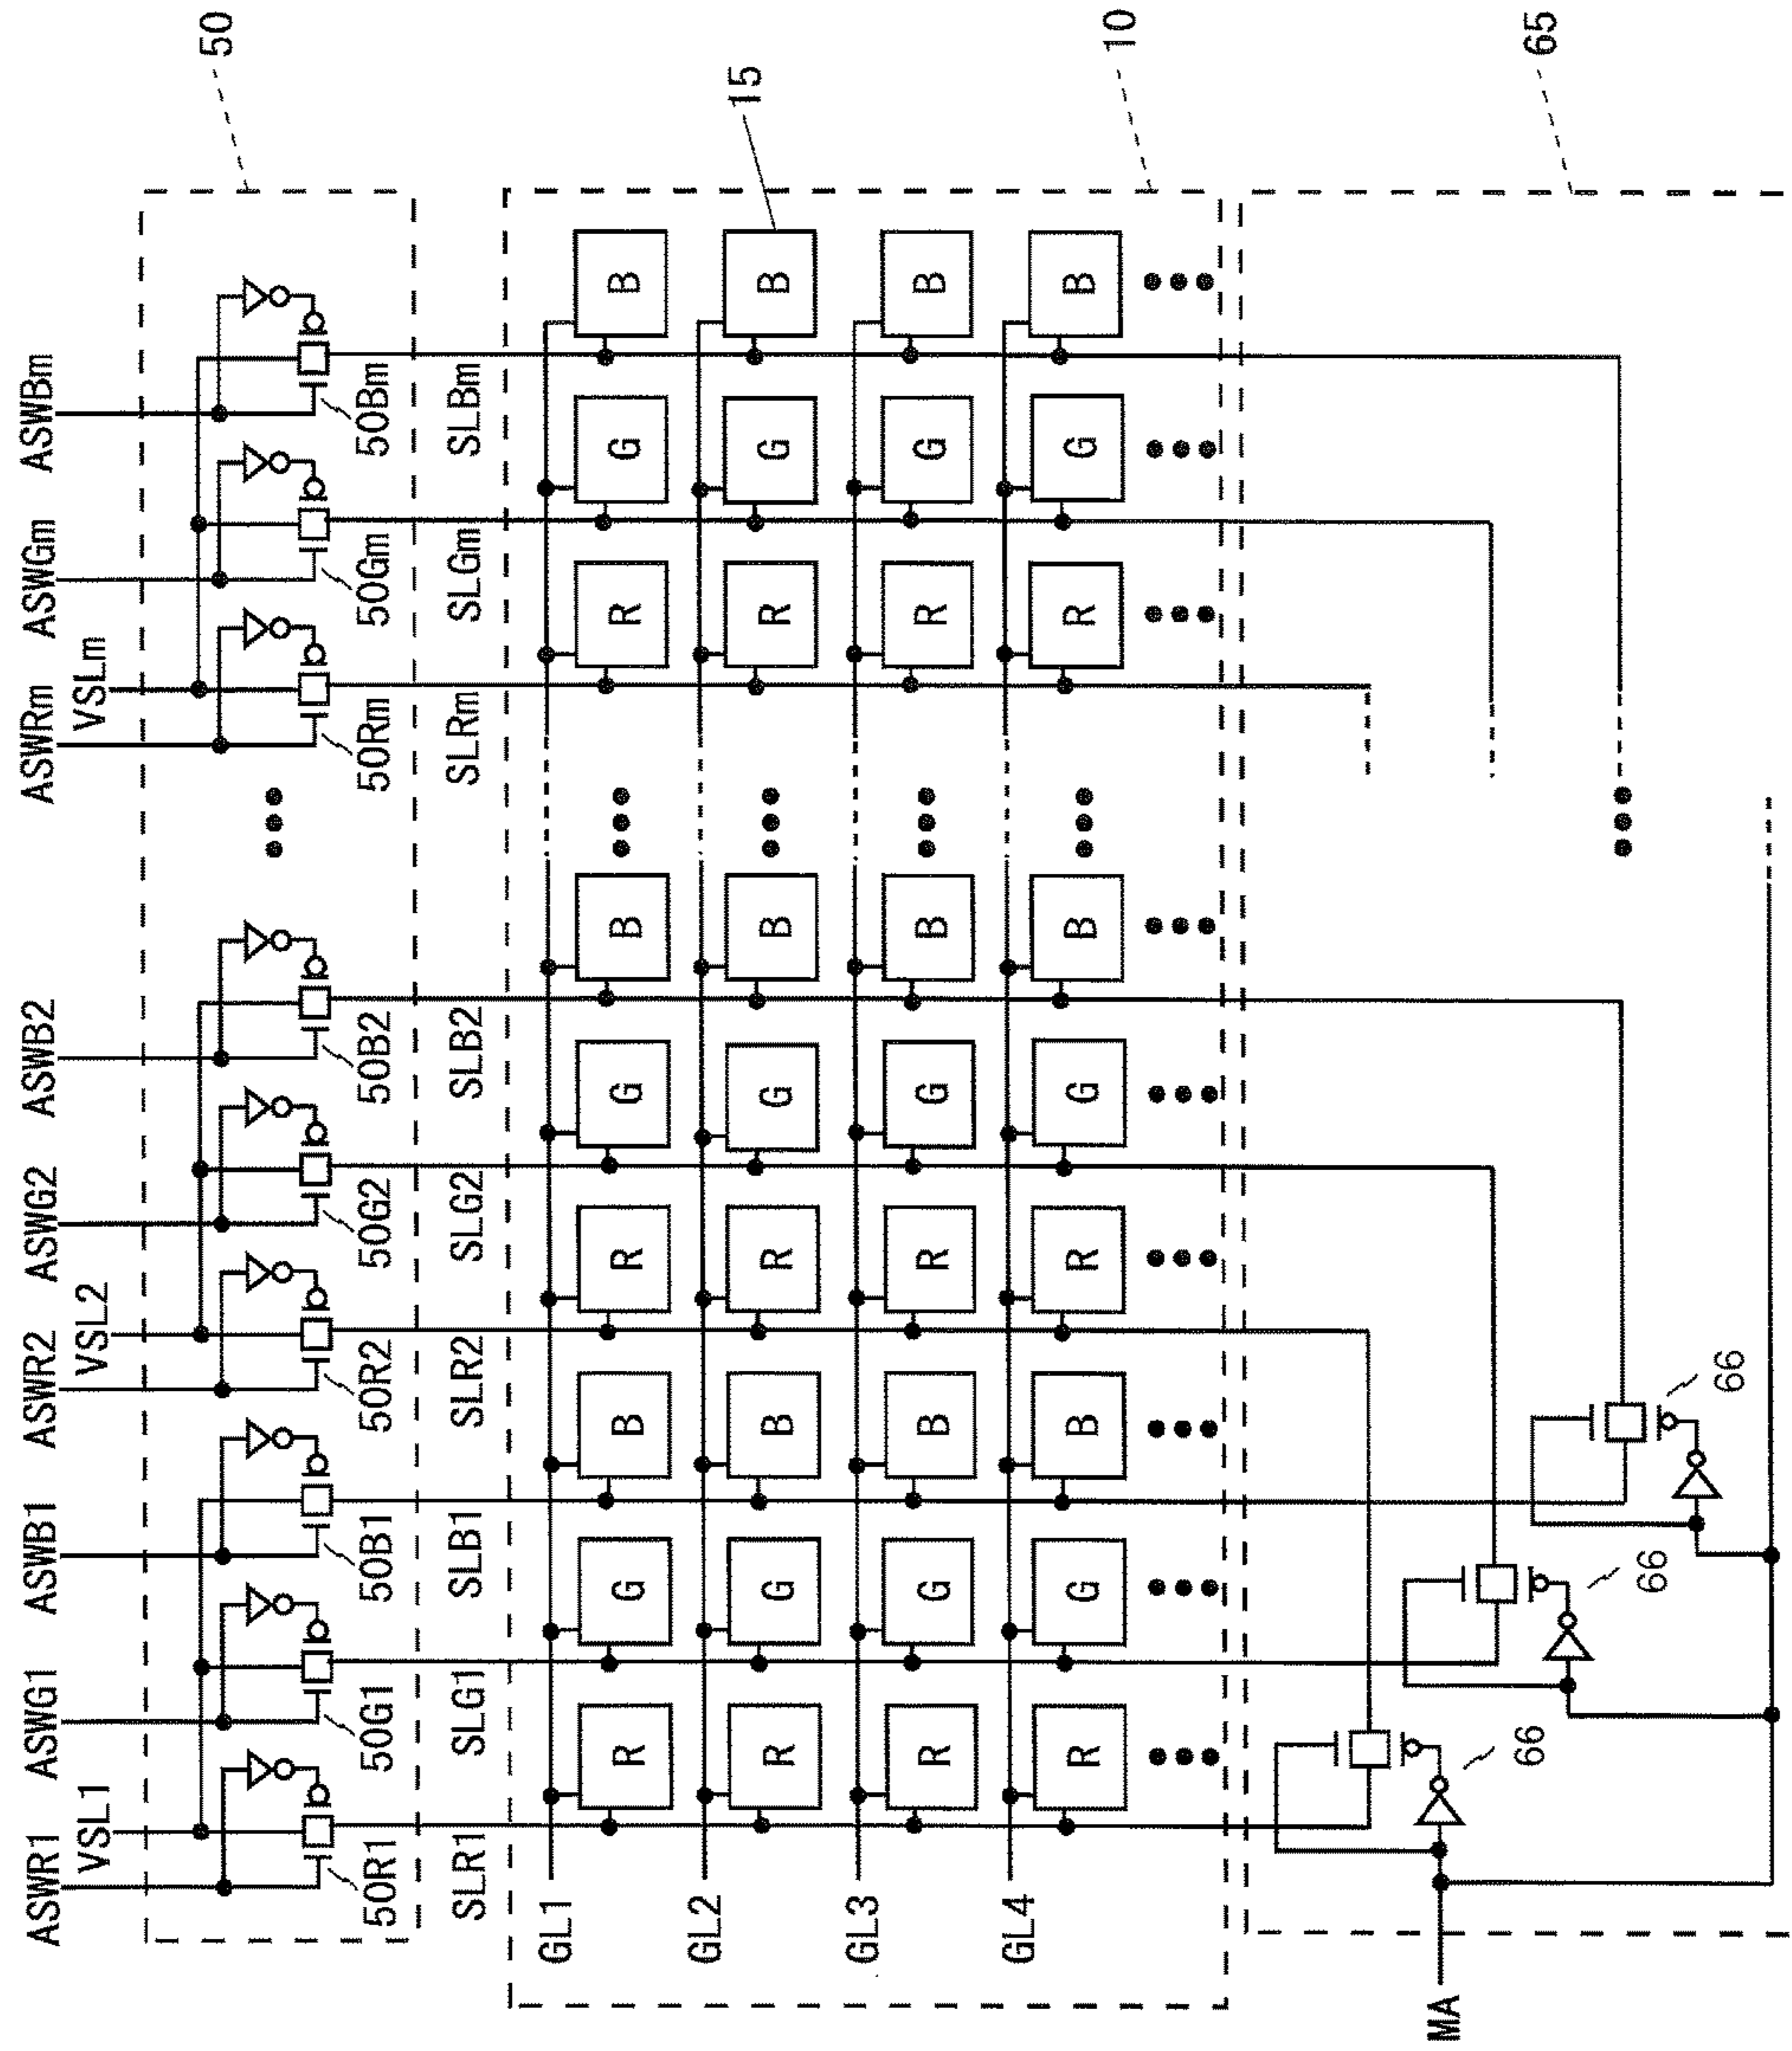 ASWR1
VSL1
ASWG1
ASWB1
ASWR2
VSL2
ASWG2
ASWB2
ASWRm
VSLm
ASWGm
ASWBm
50
50R1
50G1
50B1
50R2
50G2
50B2
50Rm
50Gm
50Bm
SLR1
SLG1
SLB1
SLR2
SLG2
SLB2
SLRm
SLGm
SLBm
15
GL1
R G B R G B R G B
GL2
R G B R G B R G B
GL3
R G B R G B R G B
GL4
R G B R G B R G B
10
65
66
66
66
MA